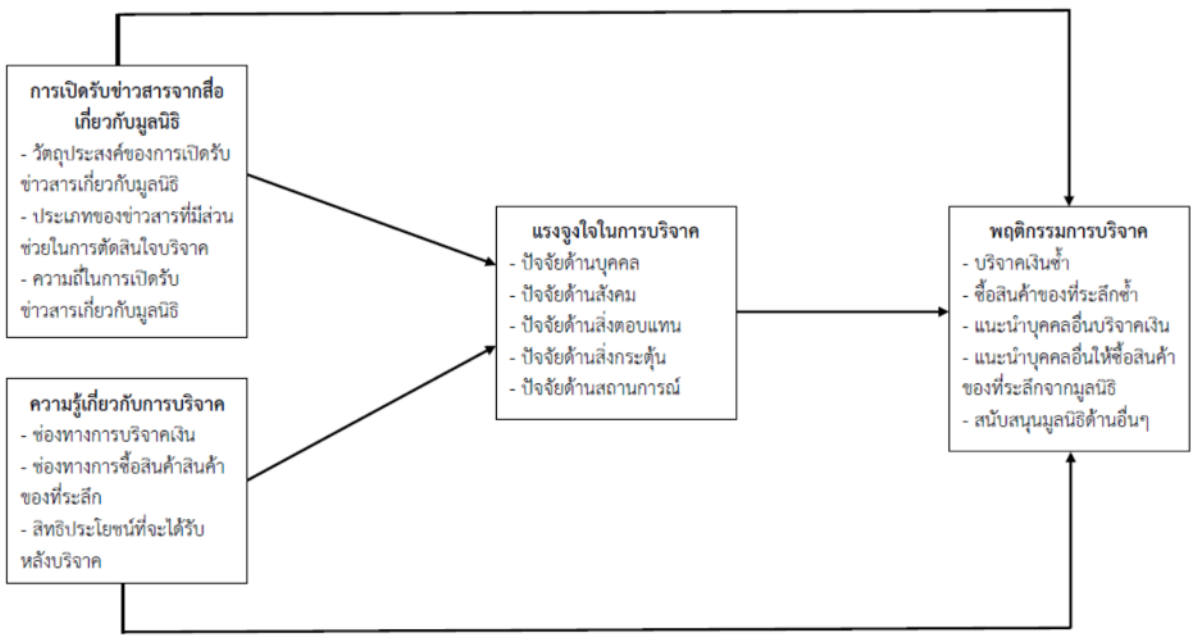 การเปิดรับข่าวสารจากสื่อ
เกี่ยวกับมูลนิธิ
- วัตถุประสงค์ของการเปิดรับ
ข่าวสารเกี่ยวกับมูลนิธิ
- ประเภทของข่าวสารที่มีส่วน
ช่วยในการตัดสินใจบริจาค
- ความถี่ในการเปิดรับ
ข่าวสารเกี่ยวกับมูลนิธิ
ความรู้เกี่ยวกับการบริจาค
- ช่องทางการบริจาคเงิน
- ช่องทางการซื้อสินค้าสินค้า
ของที่ระลึก
- สิทธิประโยชน์ที่จะได้รับ
หลังบริจาค
แรงจูงใจในการบริจาค
- ปัจจัยด้านบุคคล
- ปัจจัยด้านสังคม
- ปัจจัยด้านสิ่งตอบแทน
- ปัจจัยด้านสิ่งกระตุ้น
- ปัจจัยด้านสถานการณ์
พฤติกรรมการบริจาค
- บริจาคเงินซ้ำ
- ซื้อสินค้าของที่ระลึกซ้ำ
- แนะนำบุคคลอื่นบริจาคเงิน
- แนะนำบุคคลอื่นให้ซื้อสินค้า
ของที่ระลึกจากมูลนิธิ
- สนับสนุนมูลนิธิด้านอื่นๆ